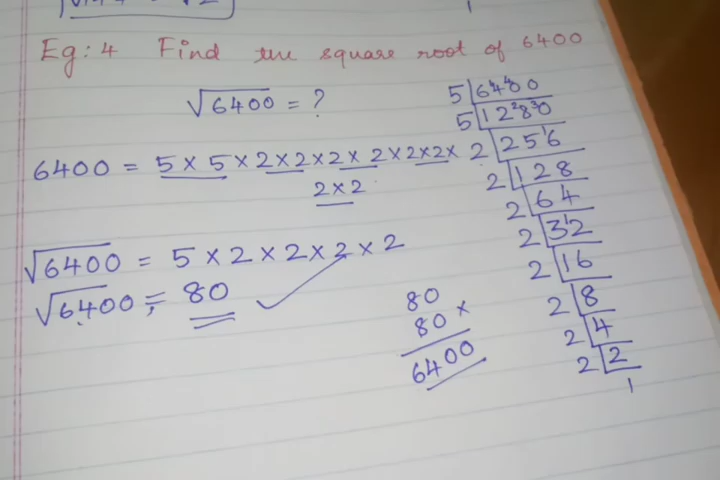 Eg: 4 Find the square root of 6400
√6400 = ?
6400 = 5 × 5 × 2 × 2 × 2 × 2 × 2 × 2 ×
2 × 2
√6400 = 5 × 2 × 2 × 2 × 2
√6400 = 80
80
80 ×
6400
5 | 6400
5 | 1280
2 | 256
2 | 128
2 | 64
2 | 32
2 | 16
2 | 8
2 | 4
2 | 2
1